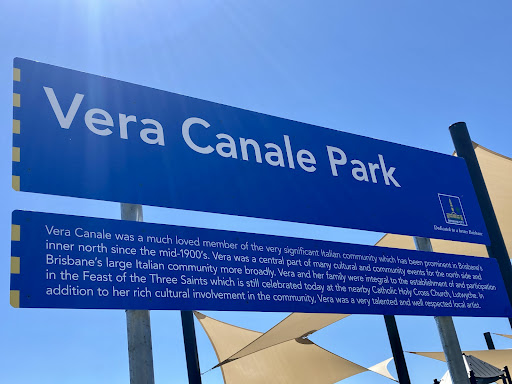 Vera Canale Park
Dedicated to a better Brisbane
Vera Canale was a much loved member of the very significant Italian community which has been prominent in Brisbane's
inner north since the mid-1900's. Vera was a central part of many cultural and community events for the north side and
Brisbane's large Italian community more broadly. Vera and her family were integral to the establishment of and participation
in the Feast of the Three Saints which is still celebrated today at the nearby Catholic Holy Cross Church, Lutwyche. In
addition to her rich cultural involvement in the community, Vera was a very talented and well respected local artist.